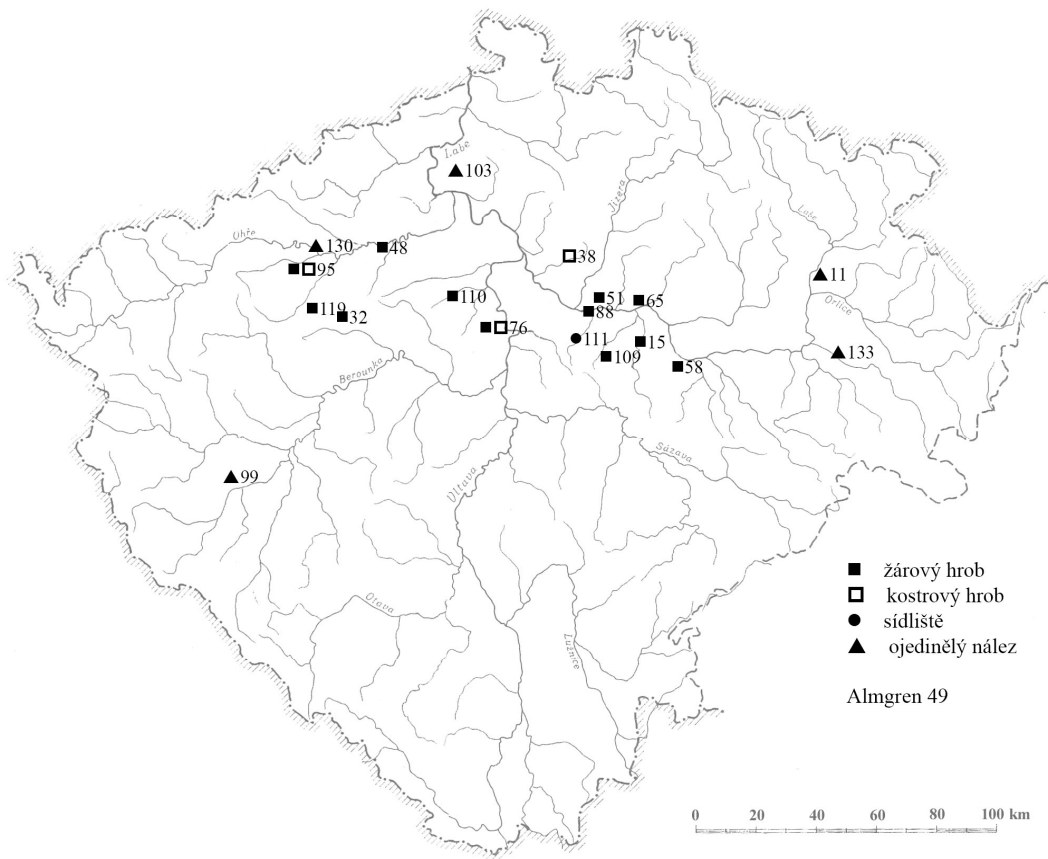 Labe
103
Jizera
Labe
Ohře
130
48
38
95
11
110
51
65
Orlice
119
32
88
76
111
15
133
109
58
Berounka
Sázava
99
Vltava
žárový hrob
kostrový hrob
Otava
sídliště
Lužnice
ojedinělý nález
Almgren 49
0 20 40 60 80 100 km